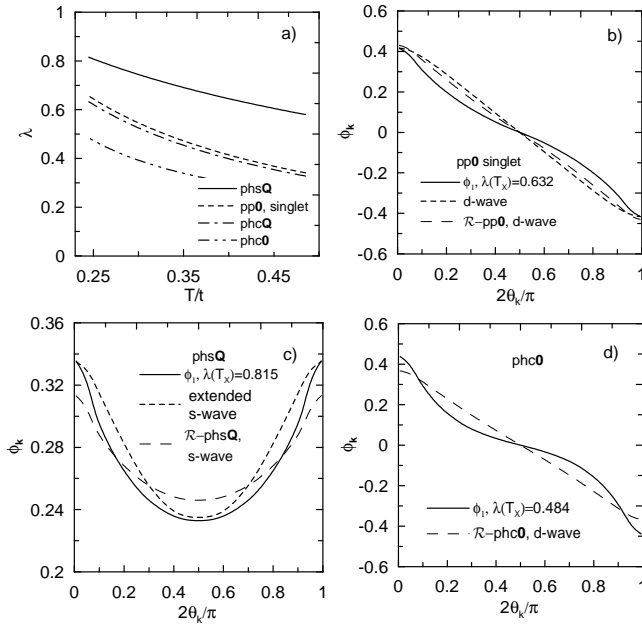 a)
1
0.8
0.6
0.4
0.2
0
λ
0.25 0.35 0.45
T/t
phsQ
pp0, singlet
phcQ
phc0
b)
0.6
0.4
0.2
0
-0.2
-0.4
-0.6
ϕk
pp0 singlet
ϕ₁, λ(TX)=0.632
d-wave
R−pp0, d-wave
0 0.2 0.4 0.6 0.8 1
2θk/π
c)
0.36
0.32
0.28
0.24
0.2
ϕk
phsQ
ϕ₁, λ(TX)=0.815
extended
s-wave
R−phsQ,
s-wave
0 0.2 0.4 0.6 0.8 1
2θk/π
d)
0.6
0.4
0.2
0
-0.2
-0.4
-0.6
ϕk
phc0
ϕ₁, λ(TX)=0.484
R−phc0, d-wave
0 0.2 0.4 0.6 0.8 1
2θk/π